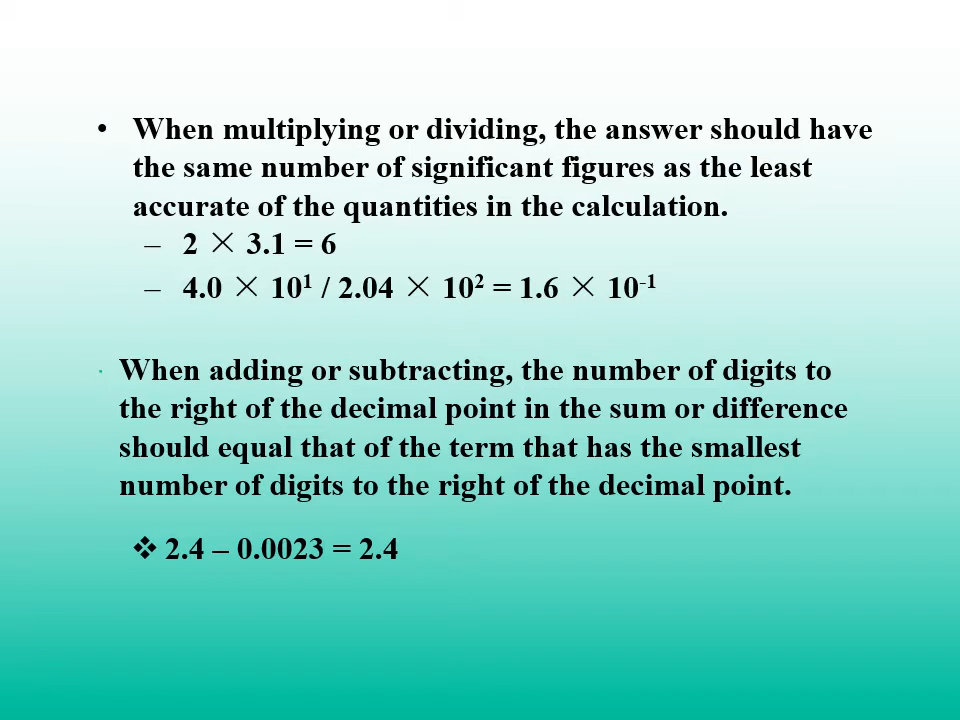 • When multiplying or dividing, the answer should have
the same number of significant figures as the least
accurate of the quantities in the calculation.
– 2 × 3.1 = 6
– 4.0 × 10¹ / 2.04 × 10² = 1.6 × 10⁻¹
· When adding or subtracting, the number of digits to
the right of the decimal point in the sum or difference
should equal that of the term that has the smallest
number of digits to the right of the decimal point.
❖ 2.4 – 0.0023 = 2.4